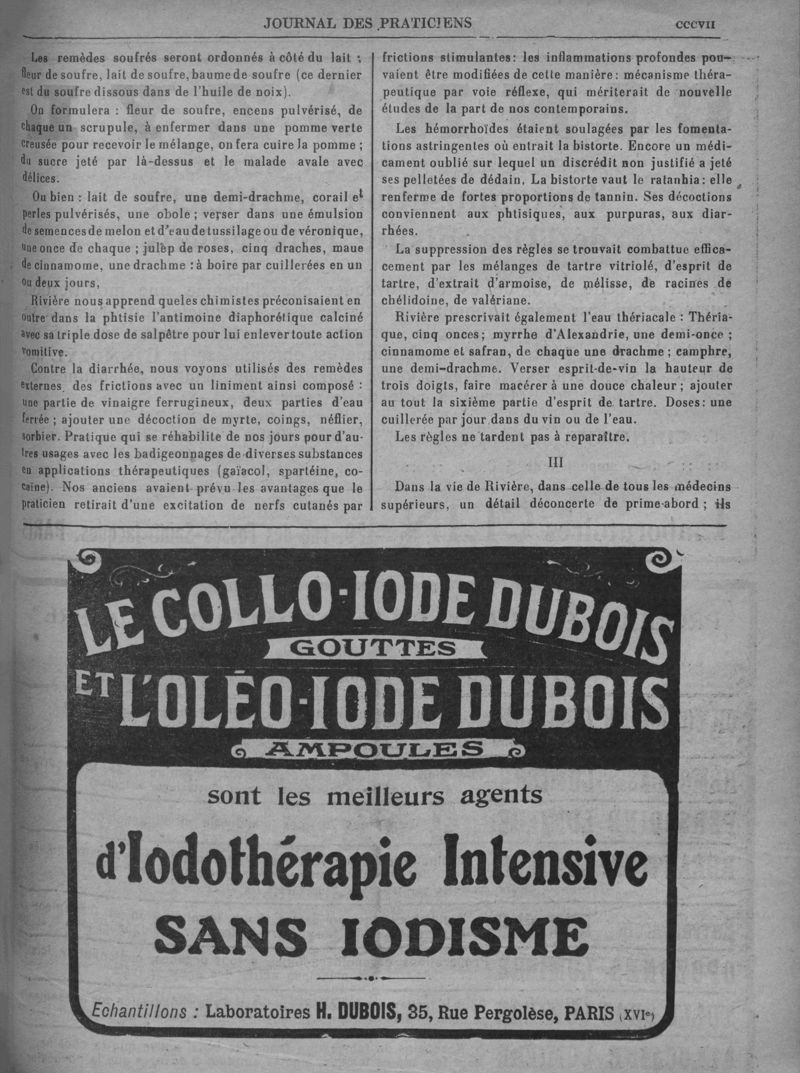 JOURNAL DES PRATICIENS
CCCVII
Les remèdes soufrés seront ordonnés à côté du lait ;
fleur de soufre, lait de soufre, baume de soufre (ce dernier
est du soufre dissous dans de l'huile de noix).
On formulera : fleur de soufre, encens pulvérisé, de
chaque un scrupule, à enfermer dans une pomme verte
creusée pour recevoir le mélange, on fera cuire la pomme ;
du sucre jeté par là-dessus et le malade avale avec
délices.
Ou bien : lait de soufre, une demi-drachme, corail et
perles pulvérisés, une obole ; verser dans une émulsion
de semences de melon et d'eau de tussilage ou de véronique,
une once de chaque ; julep de roses, cinq draches, maue
de cinnamome, une drachme : à boire par cuillerées en un
ou deux jours,
Rivière nous apprend que les chimistes préconisaient en
outre dans la phtisie l'antimoine diaphorétique calciné
avec sa triple dose de salpêtre pour lui enlever toute action
vomitive.
Contre la diarrhée, nous voyons utilisés des remèdes
externes, des frictions avec un liniment ainsi composé :
une partie de vinaigre ferrugineux, deux parties d'eau
ferrée ; ajouter une décoction de myrte, coings, néflier,
sorbier. Pratique qui se réhabilite de nos jours pour d'au-
tres usages avec les badigeonnages de diverses substances
en applications thérapeutiques (gaïacol, spartéine, co-
caïne). Nos anciens avaient prévu les avantages que le
praticien retirait d'une excitation de nerfs cutanés par
frictions stimulantes: les inflammations profondes pou-
vaient être modifiées de cette manière : mécanisme théra-
peutique par voie réflexe, qui mériterait de nouvelle
études de la part de nos contemporains.
Les hémorrhoïdes étaient soulagées par les fomenta-
tions astringentes où entrait la bistorte. Encore un médi-
cament oublié sur lequel un discrédit non justifié a jeté
ses pelletées de dédain. La bistorte vaut le ratanhia : elle
renferme de fortes proportions de tannin. Ses décoctions
conviennent aux phtisiques, aux purpuras, aux diar-
rhées.
La suppression des règles se trouvait combattue effica-
cement par les mélanges de tartre vitriolé, d'esprit de
tartre, d'extrait d'armoise, de mélisse, de racines de
chélidoine, de valériane.
Rivière prescrivait également l'eau thériacale : Théria-
que, cinq onces ; myrrhe d'Alexandrie, une demi-once ;
cinnamome et safran, de chaque une drachme ; camphre,
une demi-drachme. Verser esprit-de-vin la hauteur de
trois doigts, faire macérer à une douce chaleur ; ajouter
au tout la sixième partie d'esprit de tartre. Doses : une
cuillerée par jour dans du vin ou de l'eau.
Les règles ne tardent pas à reparaître.
III
Dans la vie de Rivière, dans celle de tous les médecins
supérieurs, un détail déconcerte de prime-abord ; ils
LE COLLO-IODE DUBOIS
GOUTTES
ET L'OLÉO-IODE DUBOIS
AMPOULES
sont les meilleurs agents
d'Iodothérapie Intensive
SANS IODISME
Echantillons : Laboratoires H. DUBOIS, 35, Rue Pergolèse, PARIS (XVIe)